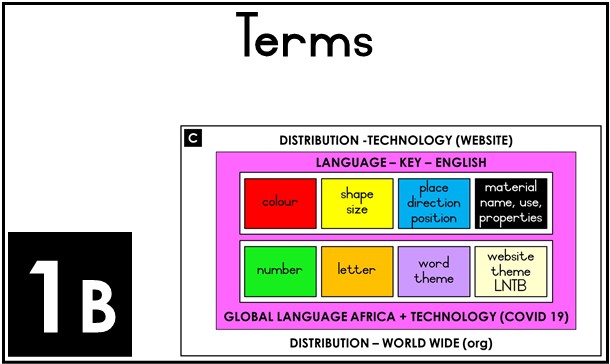 Terms
C
DISTRIBUTION -TECHNOLOGY (WEBSITE)
LANGUAGE – KEY – ENGLISH
colour
shape
size
place
direction
position
material
name, use,
properties
number
letter
word
theme
website
theme
LNTB
GLOBAL LANGUAGE AFRICA + TECHNOLOGY (COVID 19)
DISTRIBUTION – WORLD WIDE (org)
1B